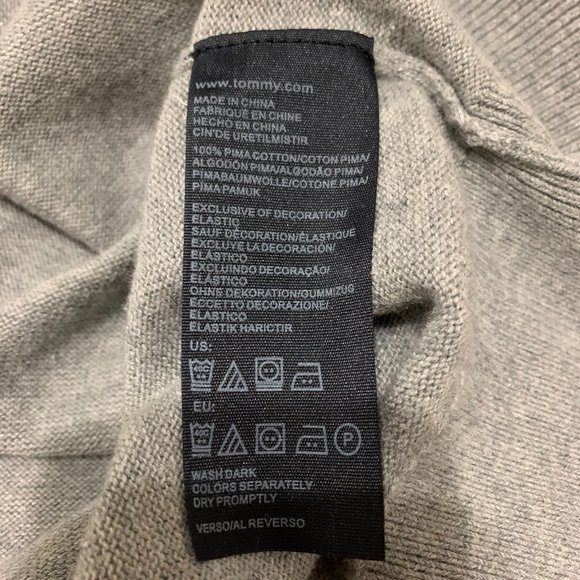 www.tommy.com
MADE IN CHINA
FABRIQUÉ EN CHINE
HECHO EN CHINA
CIN'DE URETILMISTIR
100% PIMA COTTON/COTON PIMA/
ALGODÓN PIMA/ALGODÃO PIMA/
PIMABAUMWOLLE/COTONE PIMA/
PIMA PAMUK
EXCLUSIVE OF DECORATION/
ELASTIC
SAUF DÉCORATION/ÉLASTIQUE
EXCLUYE LA DECORACIÓN/
ELÁSTICO
EXCLUINDO DECORAÇÃO/
ELÁSTICO
OHNE DEKORATION/GUMMIZUG
ECCETTO DECORAZIONE/
ELASTICO
ELASTIK HARICTIR
US:
EU:
P
WASH DARK
COLORS SEPARATELY
DRY PROMPTLY
VERSO/AL REVERSO